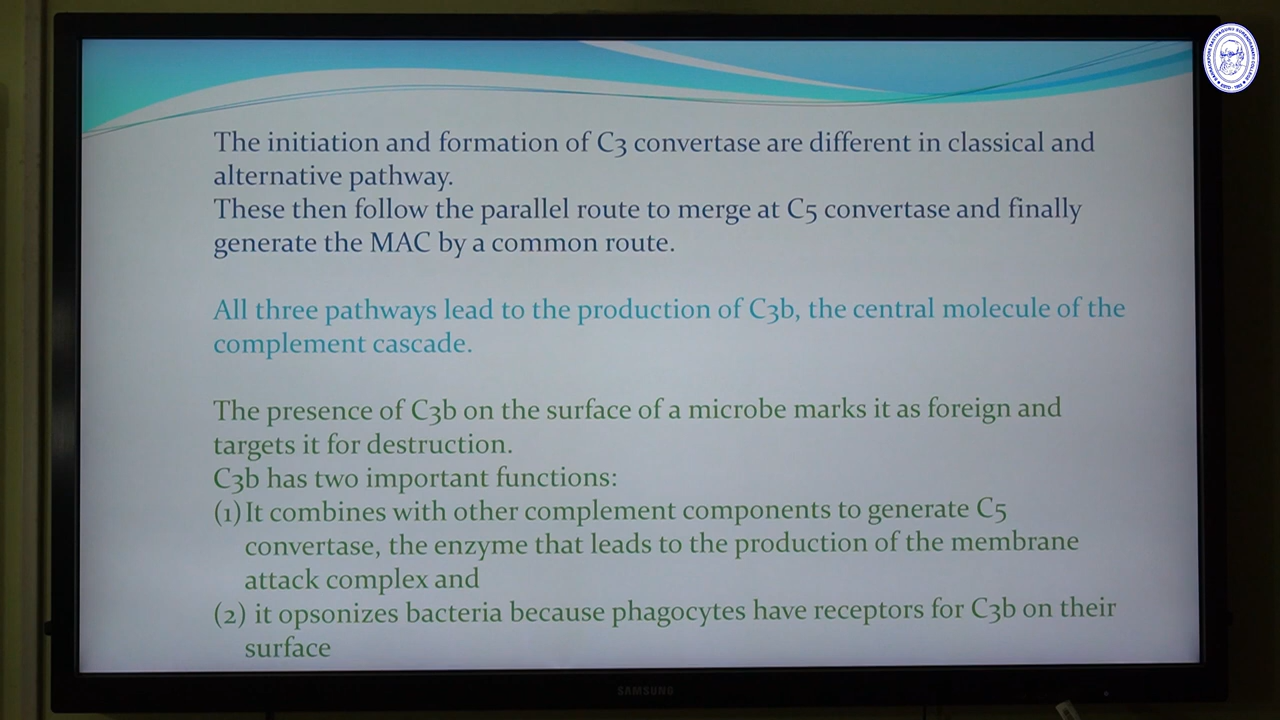 The initiation and formation of C3 convertase are different in classical and
alternative pathway.
These then follow the parallel route to merge at C5 convertase and finally
generate the MAC by a common route.
All three pathways lead to the production of C3b, the central molecule of the
complement cascade.
The presence of C3b on the surface of a microbe marks it as foreign and
targets it for destruction.
C3b has two important functions:
(1) It combines with other complement components to generate C5
convertase, the enzyme that leads to the production of the membrane
attack complex and
(2) it opsonizes bacteria because phagocytes have receptors for C3b on their
surface
SAMSUNG